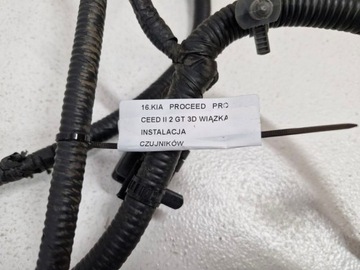 16.KIA PROCEED PRO
CEED II 2 GT 3D WIĄZKA
INSTALACJA
CZUJNIKÓW